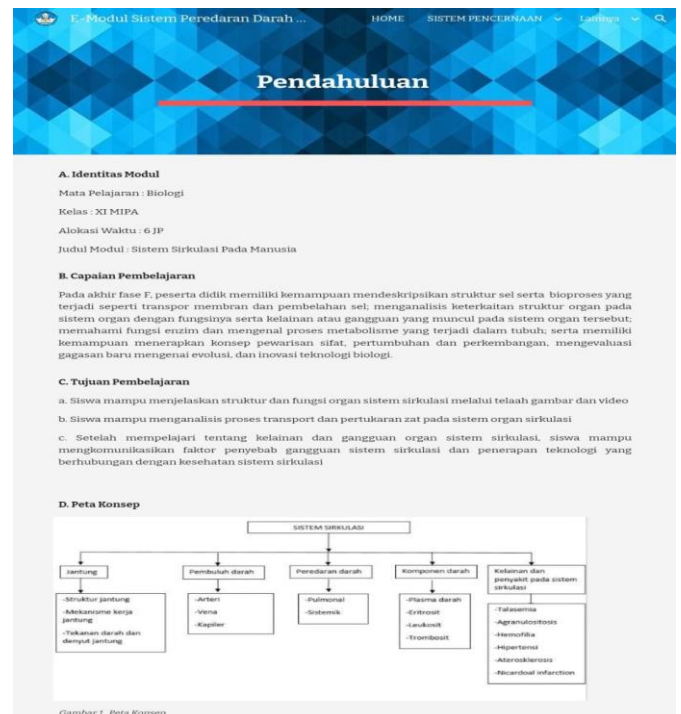 E-Modul Sistem Peredaran Darah ...
HOME
SISTEM PENCERNAAN
Lainnya
Pendahuluan
A. Identitas Modul
Mata Pelajaran : Biologi
Kelas : XI MIPA
Alokasi Waktu : 6 JP
Judul Modul : Sistem Sirkulasi Pada Manusia
B. Capaian Pembelajaran
Pada akhir fase F, peserta didik memiliki kemampuan mendeskripsikan struktur sel serta bioproses yang
terjadi seperti transpor membran dan pembelahan sel; menganalisis keterkaitan struktur organ pada
sistem organ dengan fungsinya serta kelainan atau gangguan yang muncul pada sistem organ tersebut;
memahami fungsi enzim dan mengenal proses metabolisme yang terjadi dalam tubuh; serta memiliki
kemampuan menerapkan konsep pewarisan sifat, pertumbuhan dan perkembangan, mengevaluasi
gagasan baru mengenai evolusi, dan inovasi teknologi biologi.
C. Tujuan Pembelajaran
a. Siswa mampu menjelaskan struktur dan fungsi organ sistem sirkulasi melalui telaah gambar dan video
b. Siswa mampu menganalisis proses transport dan pertukaran zat pada sistem organ sirkulasi
c. Setelah mempelajari tentang kelainan dan gangguan organ sistem sirkulasi, siswa mampu
mengkomunikasikan faktor penyebab gangguan sistem sirkulasi dan penerapan teknologi yang
berhubungan dengan kesehatan sistem sirkulasi
D. Peta Konsep
SISTEM SIRKULASI
Jantung
-Struktur jantung
-Mekanisme kerja
jantung
-Tekanan darah dan
denyut jantung
Pembuluh darah
-Arteri
-Vena
-Kapiler
Peredaran darah
-Pulmonal
-Sistemik
Komponen darah
-Plasma darah
-Eritrosit
-Leukosit
-Trombosit
Kelainan dan
penyakit pada sistem
sirkulasi
-Talasemia
-Agranulositosis
-Hemofilia
-Hipertensi
-Aterosklerosis
-Nicardoal infarction
Gambar 1. Peta Konsep